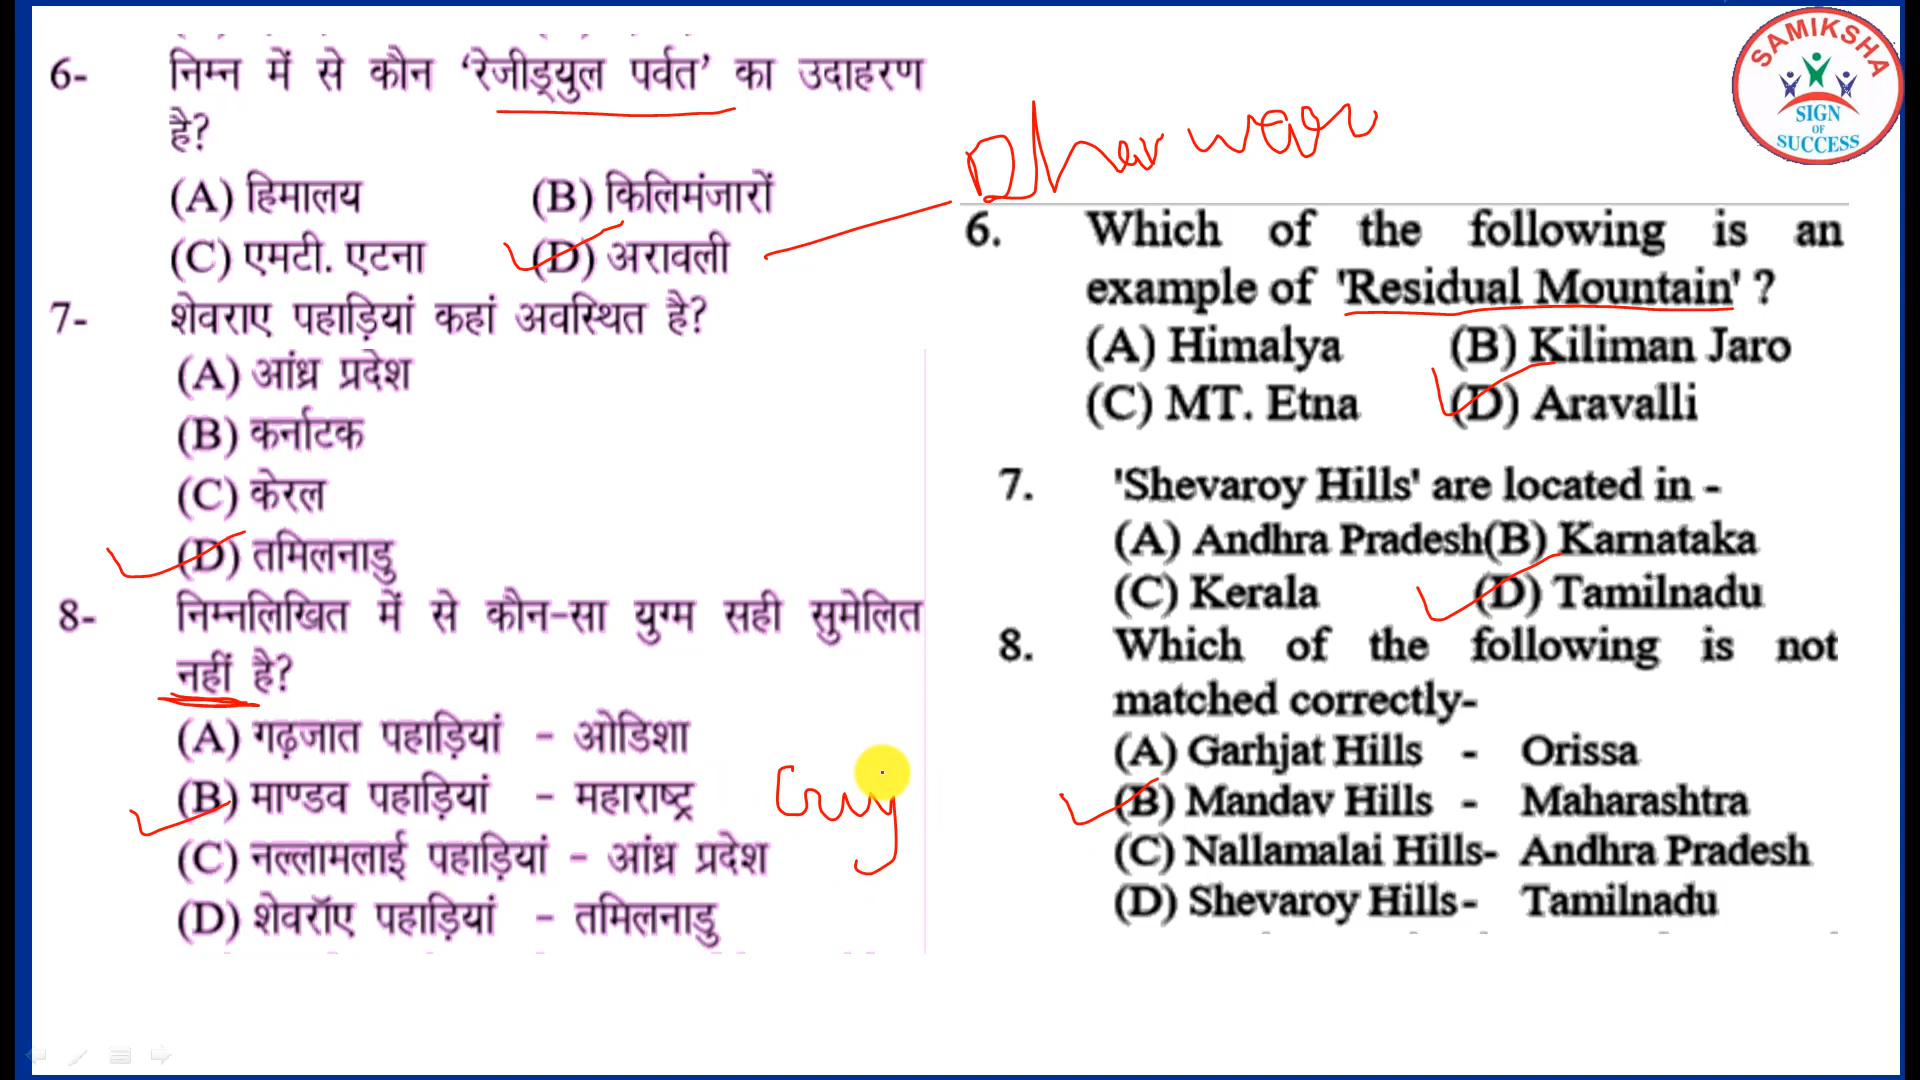 6- निम्न में से कौन ‘रेजीड्युल पर्वत’ का उदाहरण
है?
(A) हिमालय (B) किलिमंजारों
(C) एमटी. एटना (D) अरावली
7- शेवराए पहाड़ियां कहां अवस्थित है?
(A) आंध्र प्रदेश
(B) कर्नाटक
(C) केरल
(D) तमिलनाडु
8- निम्नलिखित में से कौन-सा युग्म सही सुमेलित
नहीं है?
(A) गढ़जात पहाड़ियां - ओडिशा
(B) माण्डव पहाड़ियां - महाराष्ट्र
(C) नल्लामलाई पहाड़ियां - आंध्र प्रदेश
(D) शेवरॉए पहाड़ियां - तमिलनाडु
Guj
Dharwar
6. Which of the following is an
example of 'Residual Mountain' ?
(A) Himalya (B) Kiliman Jaro
(C) MT. Etna (D) Aravalli
7. 'Shevaroy Hills' are located in -
(A) Andhra Pradesh(B) Karnataka
(C) Kerala (D) Tamilnadu
8. Which of the following is not
matched correctly-
(A) Garhjat Hills - Orissa
(B) Mandav Hills - Maharashtra
(C) Nallamalai Hills- Andhra Pradesh
(D) Shevaroy Hills- Tamilnadu
SAMIKSHA
SIGN
OF
SUCCESS